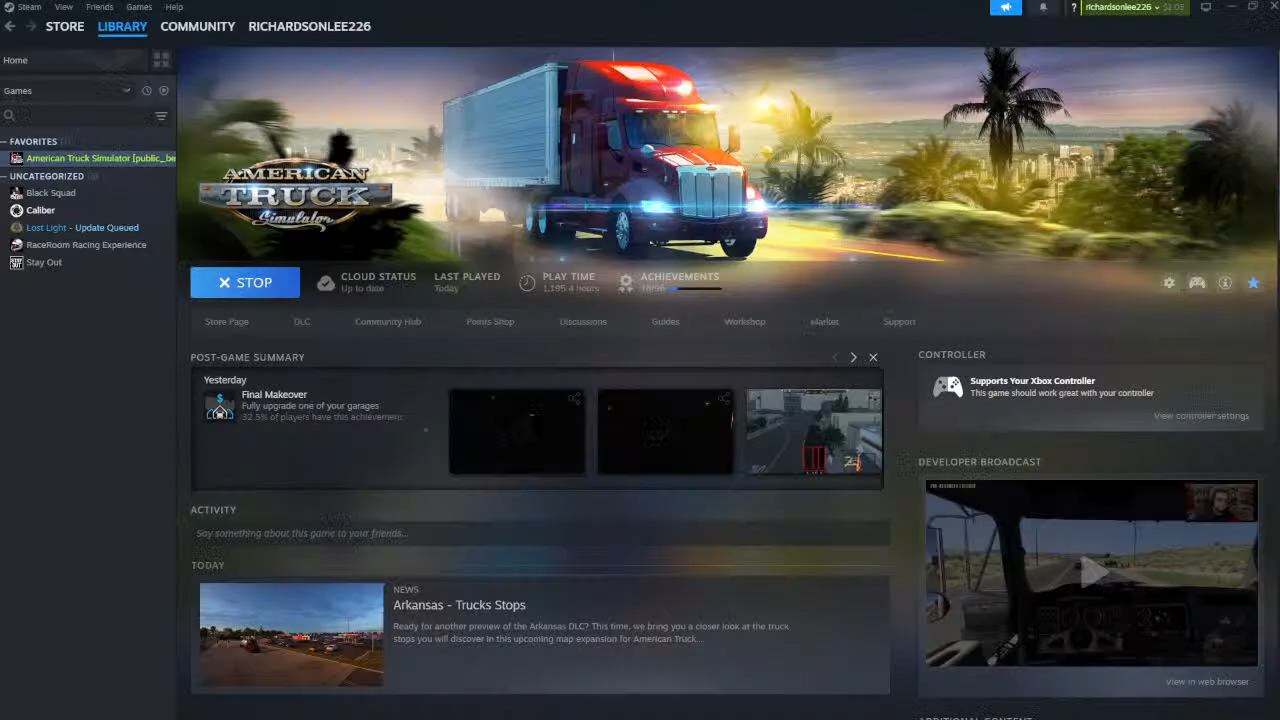 Steam View Friends Games Help
richardsonlee226
STORE LIBRARY COMMUNITY RICHARDSONLEE226
Home
Games
FAVORITES
American Truck Simulator [public_be
UNCATEGORIZED
Black Squad
Caliber
Lost Light - Update Queued
RaceRoom Racing Experience
Stay Out
AMERICAN
TRUCK
Simulator
STOP
CLOUD STATUS
Up to date
LAST PLAYED
Today
PLAY TIME
1,195.4 hours
ACHIEVEMENTS
Store Page DLC Community Hub Points Shop Discussions Guides Workshop Market Support
POST-GAME SUMMARY
Yesterday
Final Makeover
Fully upgrade one of your garages
32.5% of players have this achievement
ACTIVITY
Say something about this game to your friends...
TODAY
NEWS
Arkansas - Trucks Stops
Ready for another preview of the Arkansas DLC? This time, we bring you a closer look at the truck
stops you will discover in this upcoming map expansion for American Truck...
CONTROLLER
Supports Your Xbox Controller
This game should work great with your controller
View controller settings
DEVELOPER BROADCAST
View in web browser
ADDITIONAL CONTENT